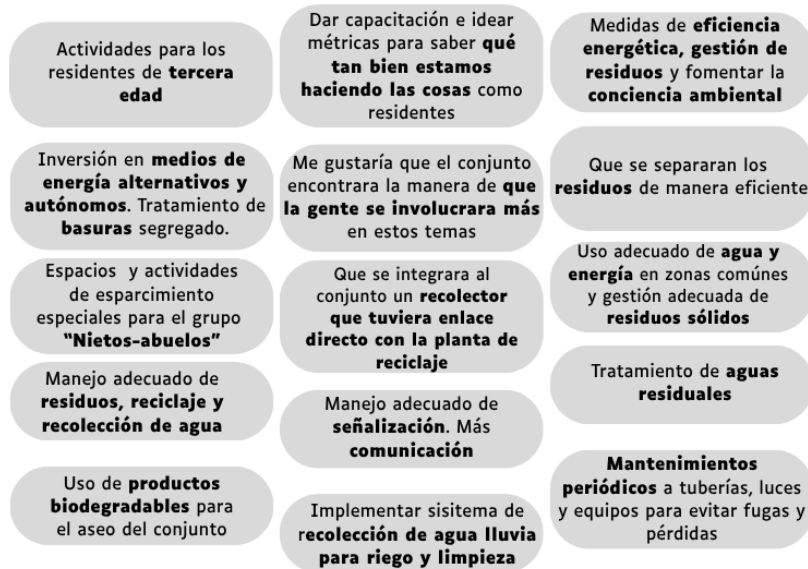 Actividades para los
residentes de tercera
edad
Dar capacitación e idear
métricas para saber qué
tan bien estamos
haciendo las cosas como
residentes
Medidas de eficiencia
energética, gestión de
residuos y fomentar la
conciencia ambiental
Inversión en medios de
energía alternativos y
autónomos. Tratamiento de
basuras segregado.
Me gustaría que el conjunto
encontrara la manera de que
la gente se involucrara más
en estos temas
Que se separaran los
residuos de manera eficiente
Espacios y actividades
de esparcimiento
especiales para el grupo
"Nietos-abuelos"
Que se integrara al
conjunto un recolector
que tuviera enlace
directo con la planta de
reciclaje
Uso adecuado de agua y
energía en zonas comúnes
y gestión adecuada de
residuos sólidos
Manejo adecuado de
residuos, reciclaje y
recolección de agua
Manejo adecuado de
señalización. Más
comunicación
Tratamiento de aguas
residuales
Uso de productos
biodegradables para
el aseo del conjunto
Implementar sisitema de
recolección de agua lluvia
para riego y limpieza
Mantenimientos
periódicos a tuberías, luces
y equipos para evitar fugas y
pérdidas